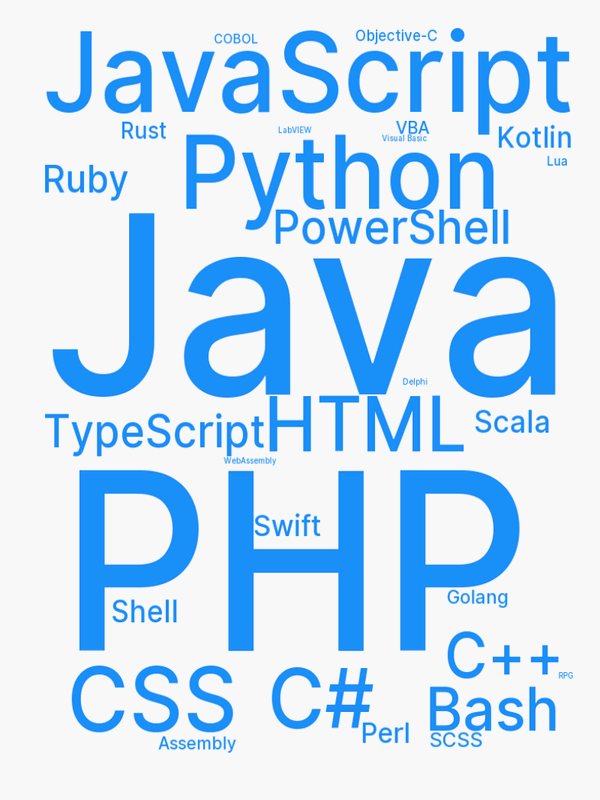 COBOL
Objective-C
JavaScript
Rust
LabVIEW
VBA
Visual Basic
Kotlin
Lua
Ruby
Python
PowerShell
Java
Delphi
TypeScript
HTML
Scala
WebAssembly
PHP
Swift
Shell
Golang
C++
RPG
CSS
C#
Bash
Perl
SCSS
Assembly